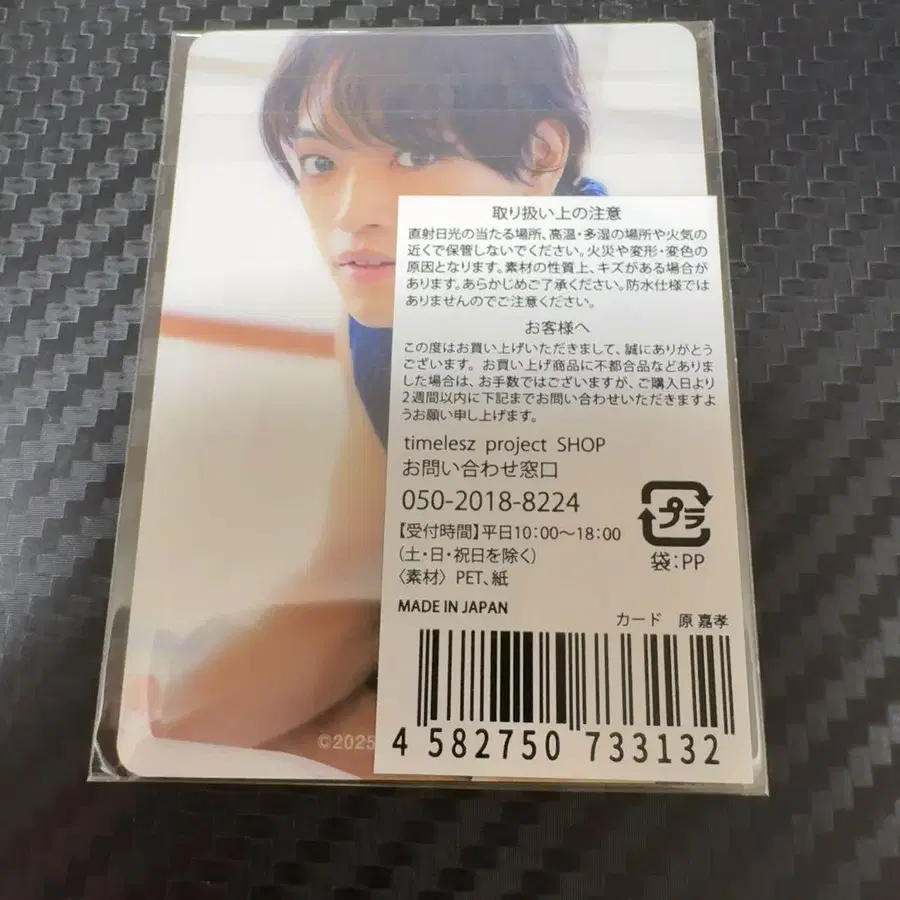 取り扱い上の注意
直射日光の当たる場所、高温・多湿の場所や火気の
近くで保管しないでください。火災や変形・変色の
原因となります。素材の性質上、キズがある場合が
あります。あらかじめご了承ください。防水仕様では
ありませんのでご注意ください。
お客様へ
この度はお買い上げいただきまして、誠にありがとう
ございます。お買い上げ商品に不都合品などありま
した場合は、お手数ではございますが、ご購入日より
2週間以内に下記までお問い合わせいただきますよ
うお願い申し上げます。
timelesz project SHOP
お問い合わせ窓口
050-2018-8224
【受付時間】平日10:00～18:00
(土・日・祝日を除く)
〈素材〉PET、紙
プラ
袋:PP
MADE IN JAPAN
カード 原 嘉孝
©2025
4 582750 733132